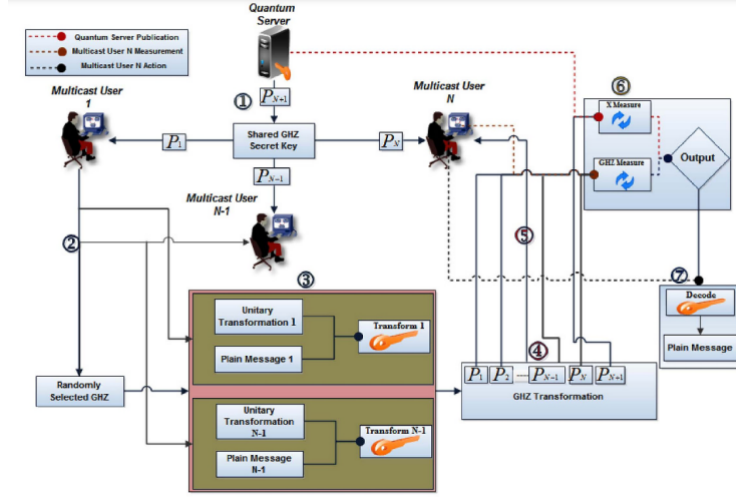 Quantum
Server
Quantum Server Publication
Multicast User N Measurement
Multicast User N Action
Multicast User
1
①
P_{N+1}
Multicast User
N
⑥
X Measure
P_1
Shared GHZ
Secret Key
P_N
Output
GHZ Measure
P_{N-1}
Multicast User
N-1
②
⑤
③
⑦
Unitary
Transformation 1
Transform 1
Plain Message 1
Decode
Plain Message
④
P_1 P_2 P_{N-1} P_N P_{N+1}
GHZ Transformation
Randomly
Selected GHZ
Unitary
Transformation
N-1
Transform N-1
Plain Message
N-1